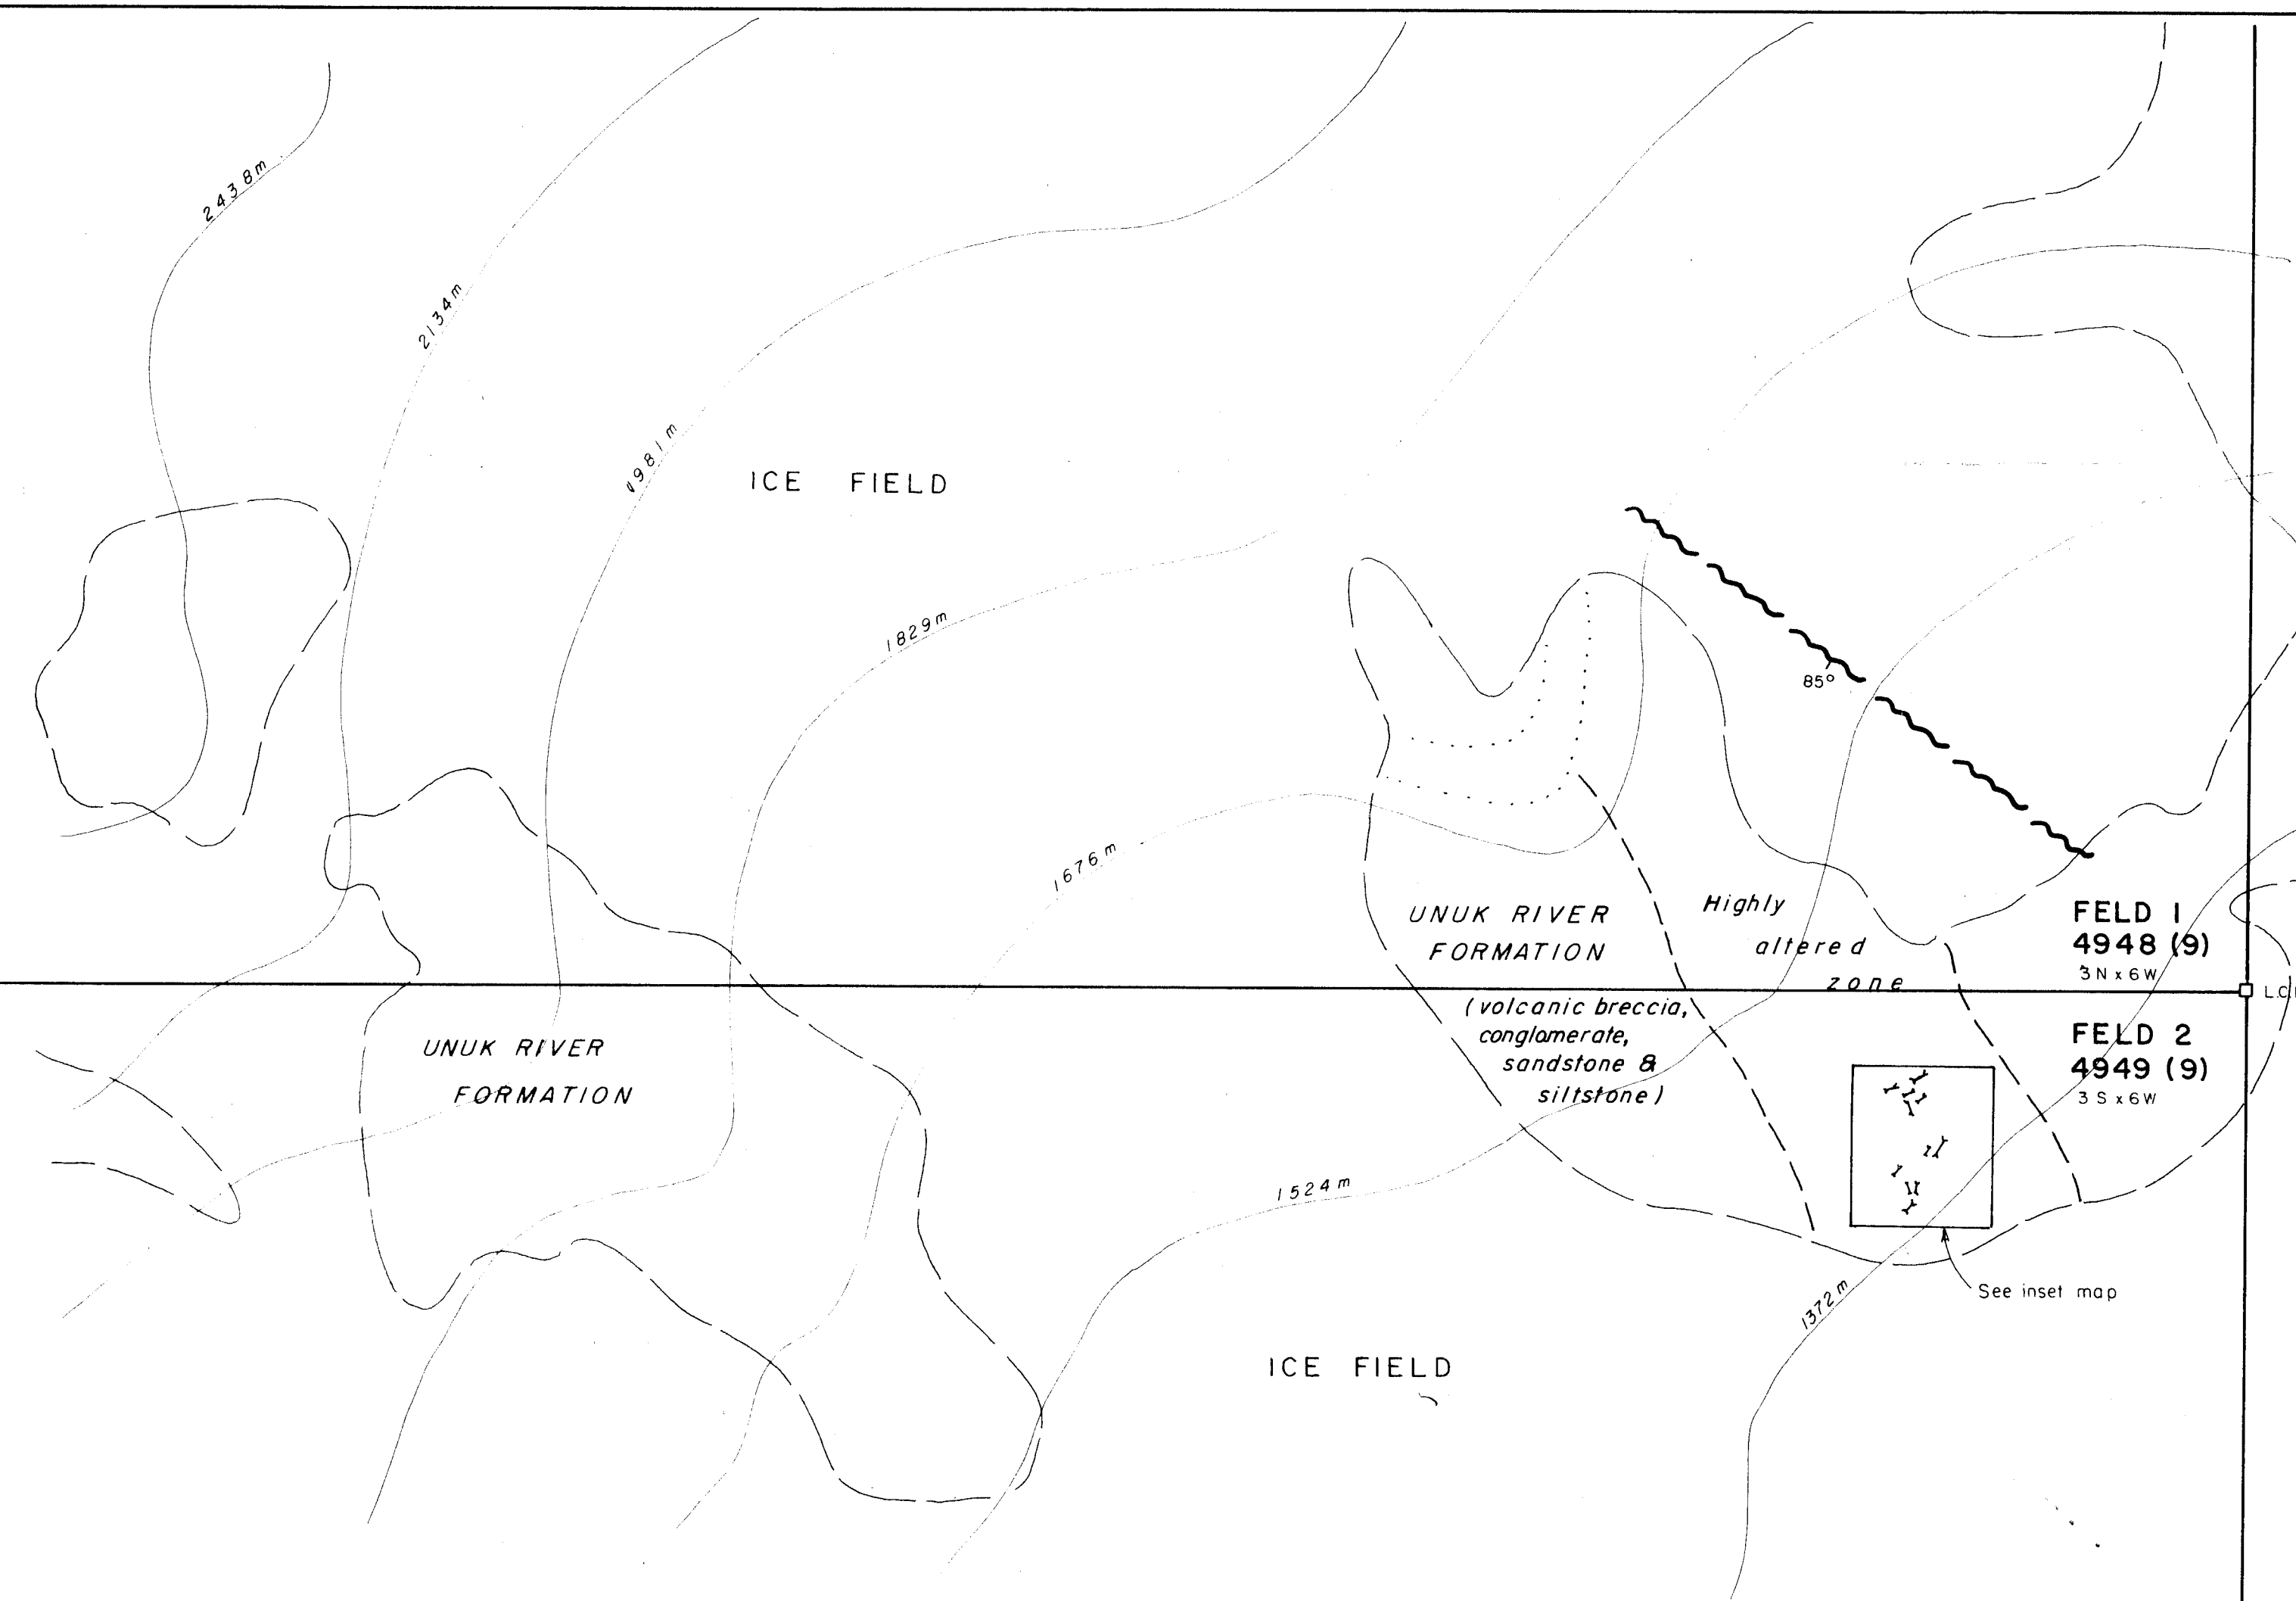 2438m
2134m
1981m
ICE FIELD
1829m
85°
1676m
UNUK RIVER
FORMATION
Highly
altered
zone
FELD 1
4948 (9)
3N x 6W
(volcanic breccia,
conglomerate,
sandstone &
siltstone)
FELD 2
4949 (9)
3S x 6W
UNUK RIVER
FORMATION
1524m
1372m
See inset map
ICE FIELD